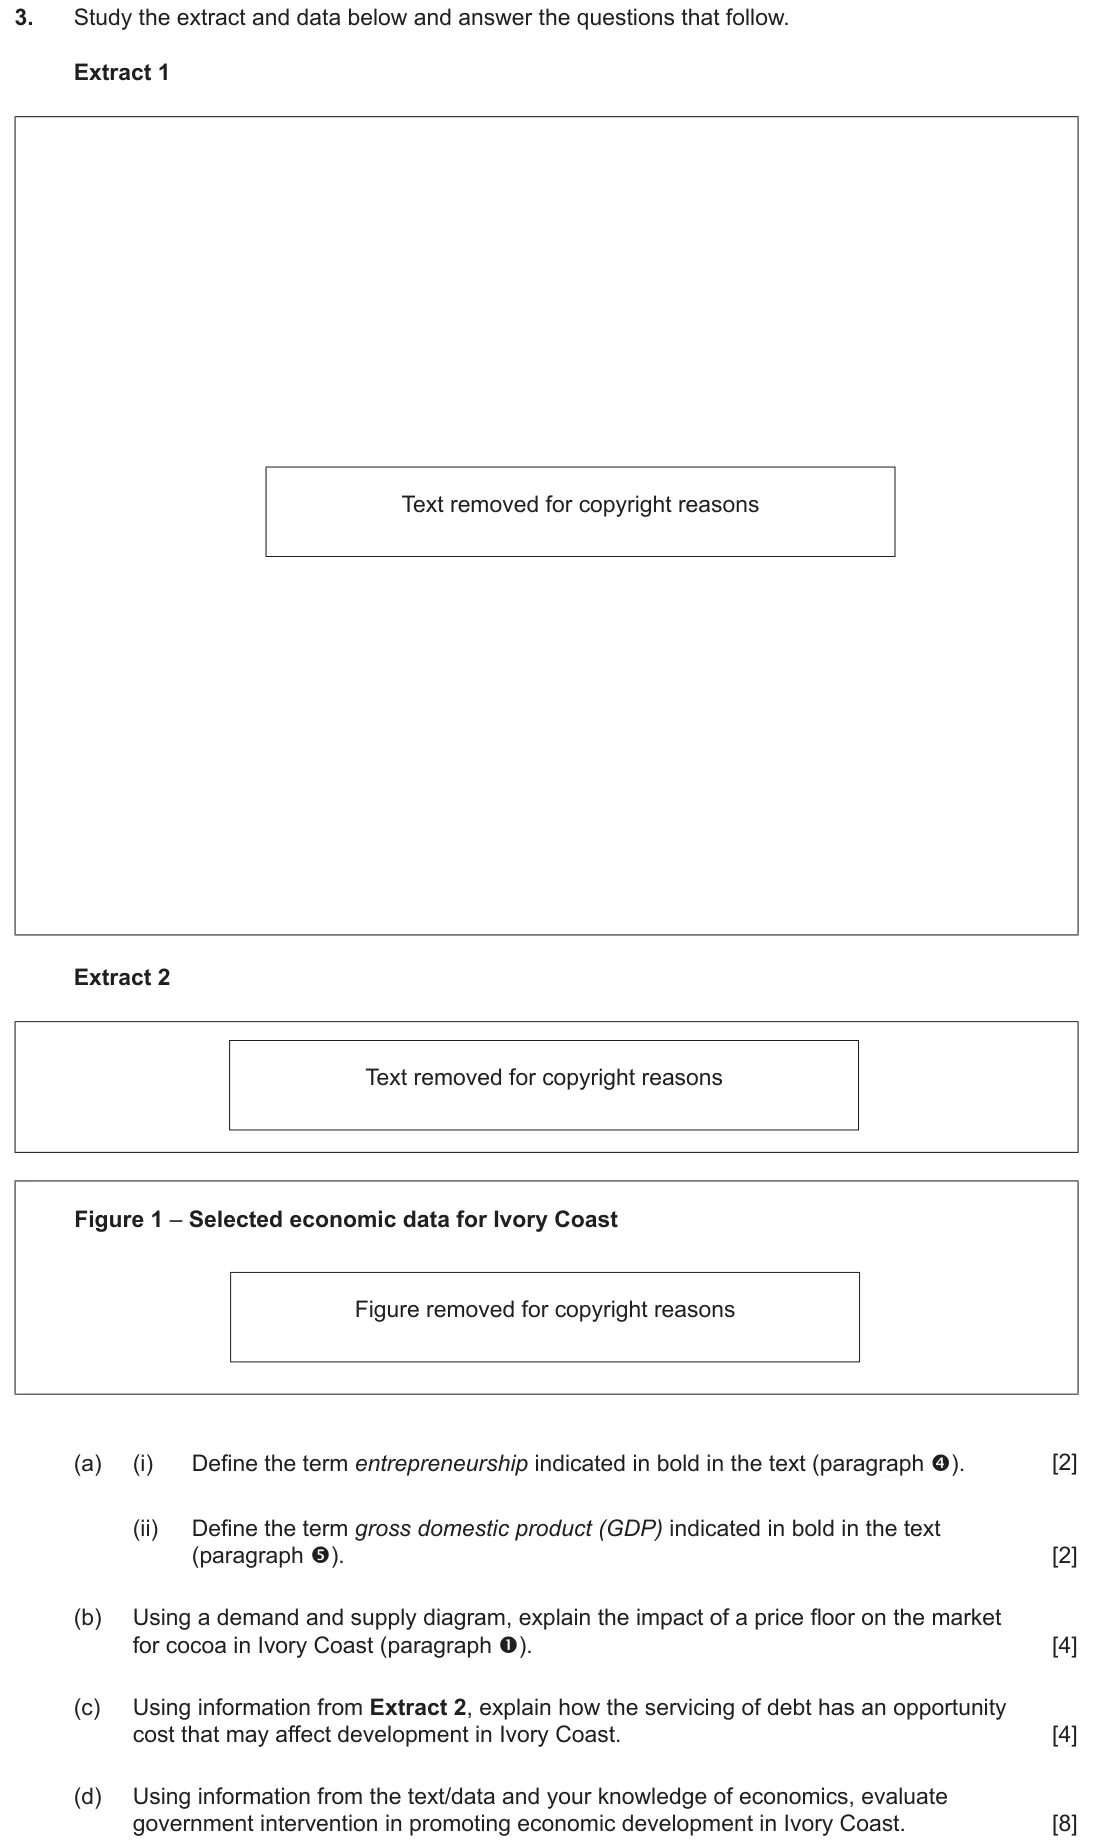 3. Study the extract and data below and answer the questions that follow.
Extract 1
Text removed for copyright reasons
Extract 2
Text removed for copyright reasons
Figure 1 – Selected economic data for Ivory Coast
Figure removed for copyright reasons
(a) (i) Define the term entrepreneurship indicated in bold in the text (paragraph ❹). [2]
(ii) Define the term gross domestic product (GDP) indicated in bold in the text
(paragraph ❺). [2]
(b) Using a demand and supply diagram, explain the impact of a price floor on the market
for cocoa in Ivory Coast (paragraph ❶). [4]
(c) Using information from Extract 2, explain how the servicing of debt has an opportunity
cost that may affect development in Ivory Coast. [4]
(d) Using information from the text/data and your knowledge of economics, evaluate
government intervention in promoting economic development in Ivory Coast. [8]